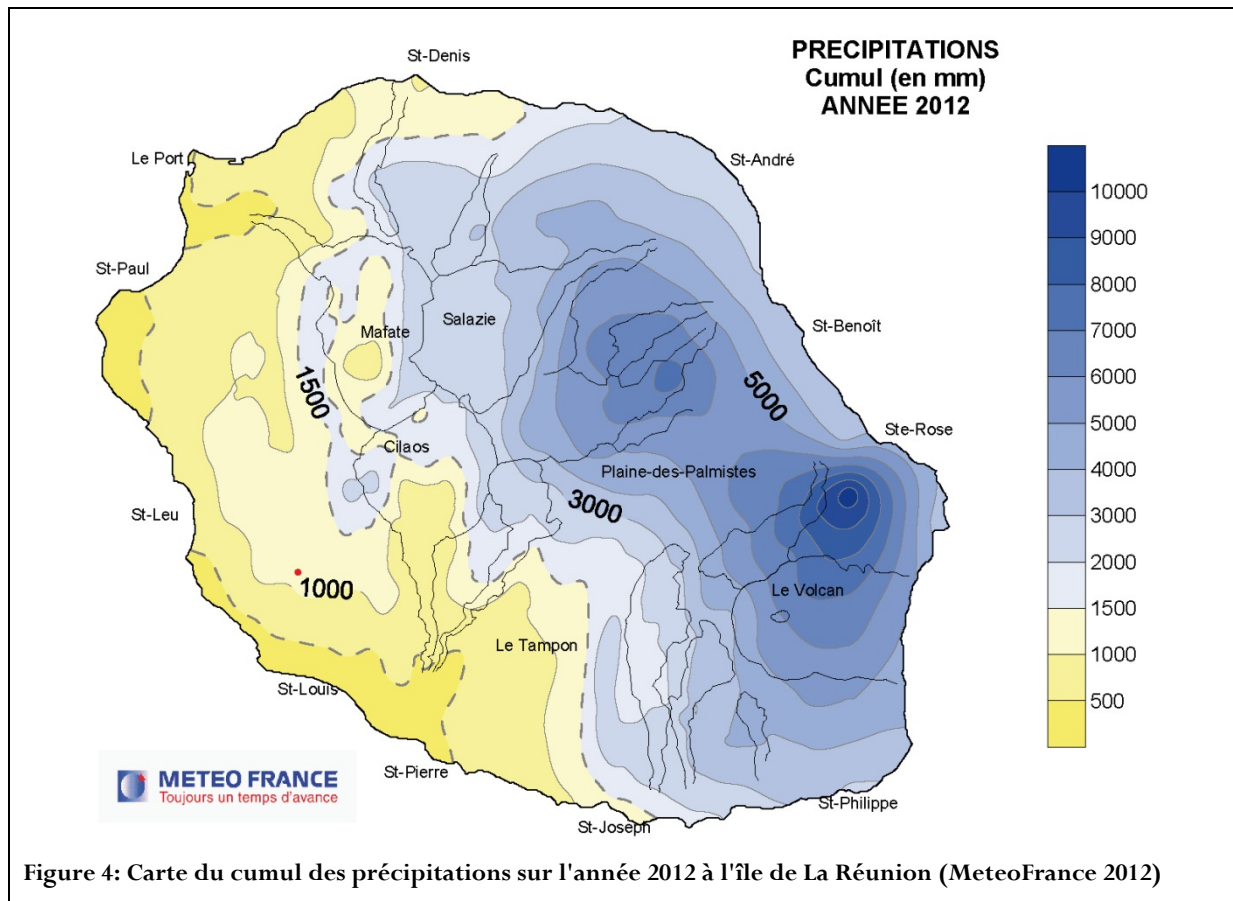 PRECIPITATIONS
Cumul (en mm)
ANNEE 2012
St-Denis
Le Port
St-André
St-Paul
Mafate
Salazie
St-Benoît
1500
5000
Cilaos
Ste-Rose
Plaine-des-Palmistes
3000
St-Leu
1000
Le Volcan
Le Tampon
St-Louis
St-Pierre
St-Joseph
St-Philippe
10000
9000
8000
7000
6000
5000
4000
3000
2000
1500
1000
500
METEO FRANCE
Toujours un temps d'avance
Figure 4: Carte du cumul des précipitations sur l'année 2012 à l'île de La Réunion (MeteoFrance 2012)